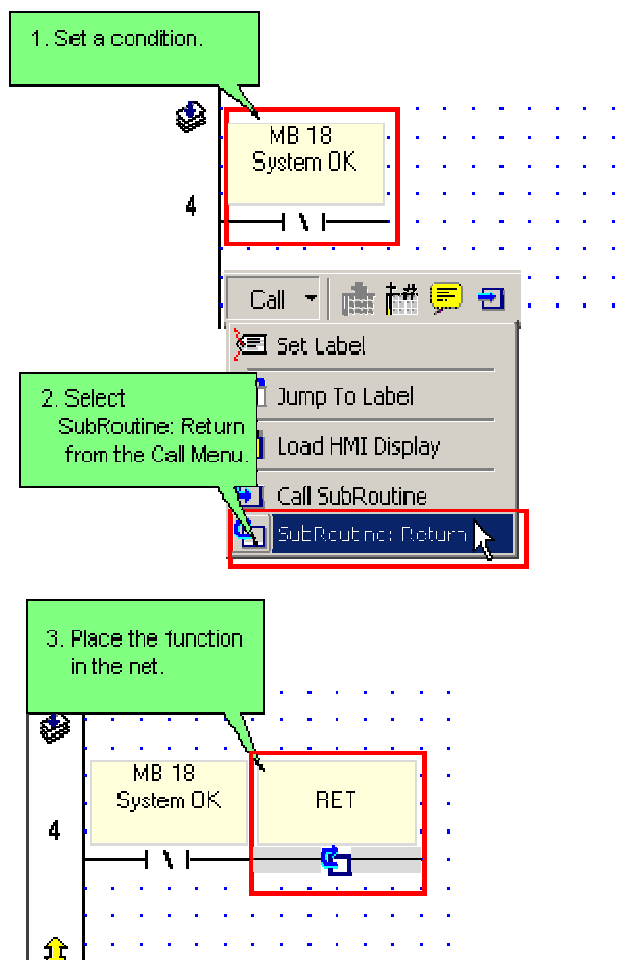 1. Set a condition.
MB 18
System OK
4
Call
Set Label
2. Select
SubRoutine: Return
from the Call Menu.
Jump To Label
Load HMI Display
Call SubRoutine
SubRoutine: Return
3. Place the function
in the net.
MB 18
System OK
RET
4